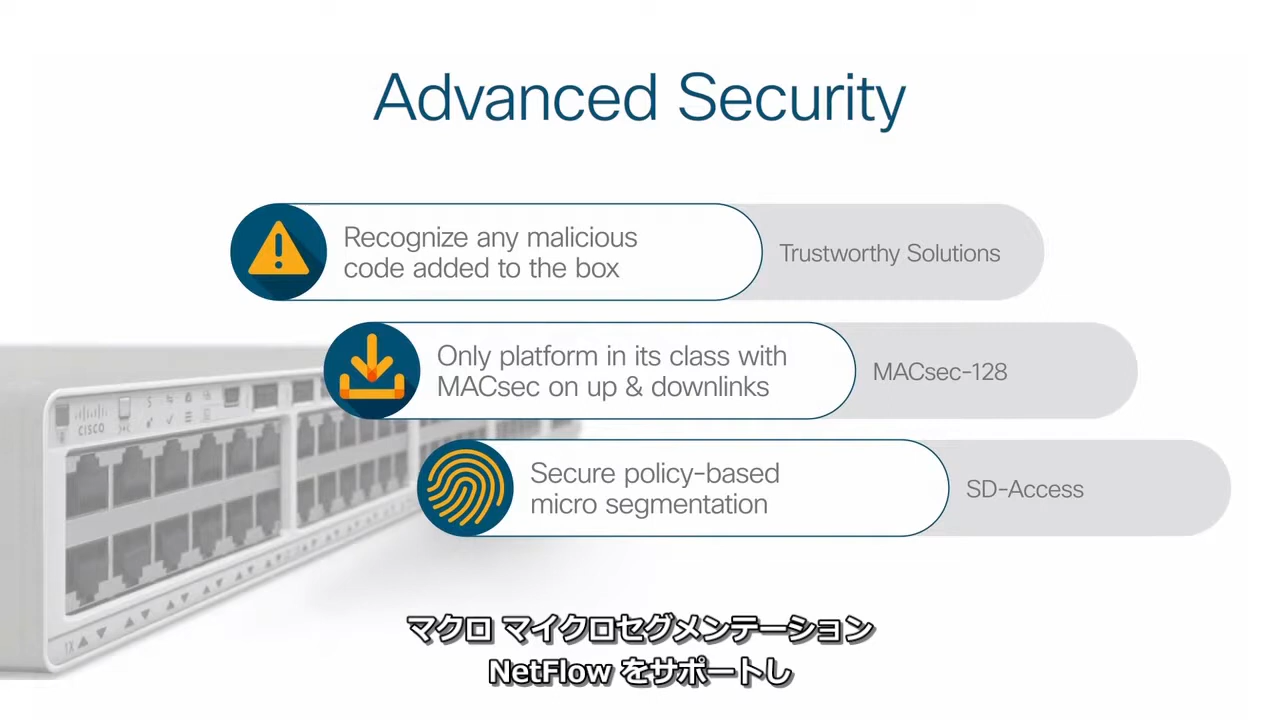 Advanced Security
Recognize any malicious
code added to the box
Trustworthy Solutions
Only platform in its class with
MACsec on up & downlinks
MACsec-128
Secure policy-based
micro segmentation
SD-Access
CISCO
1X
マクロ マイクロセグメンテーション
NetFlow をサポートし